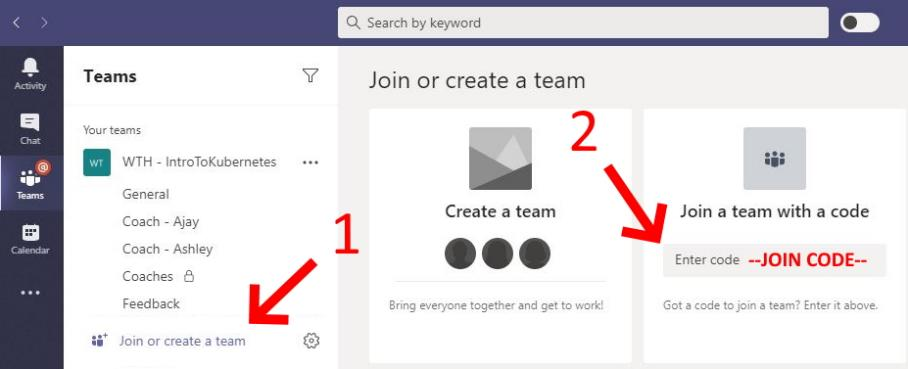 Search by keyword
Activity
Chat
@
Teams
Calendar
Teams
Your teams
WT WTH - IntroToKubernetes
General
Coach - Ajay
Coach - Ashley
Coaches
Feedback
1
Join or create a team
Join or create a team
2
Create a team
Bring everyone together and get to work!
Join a team with a code
Enter code --JOIN CODE--
Got a code to join a team? Enter it above.